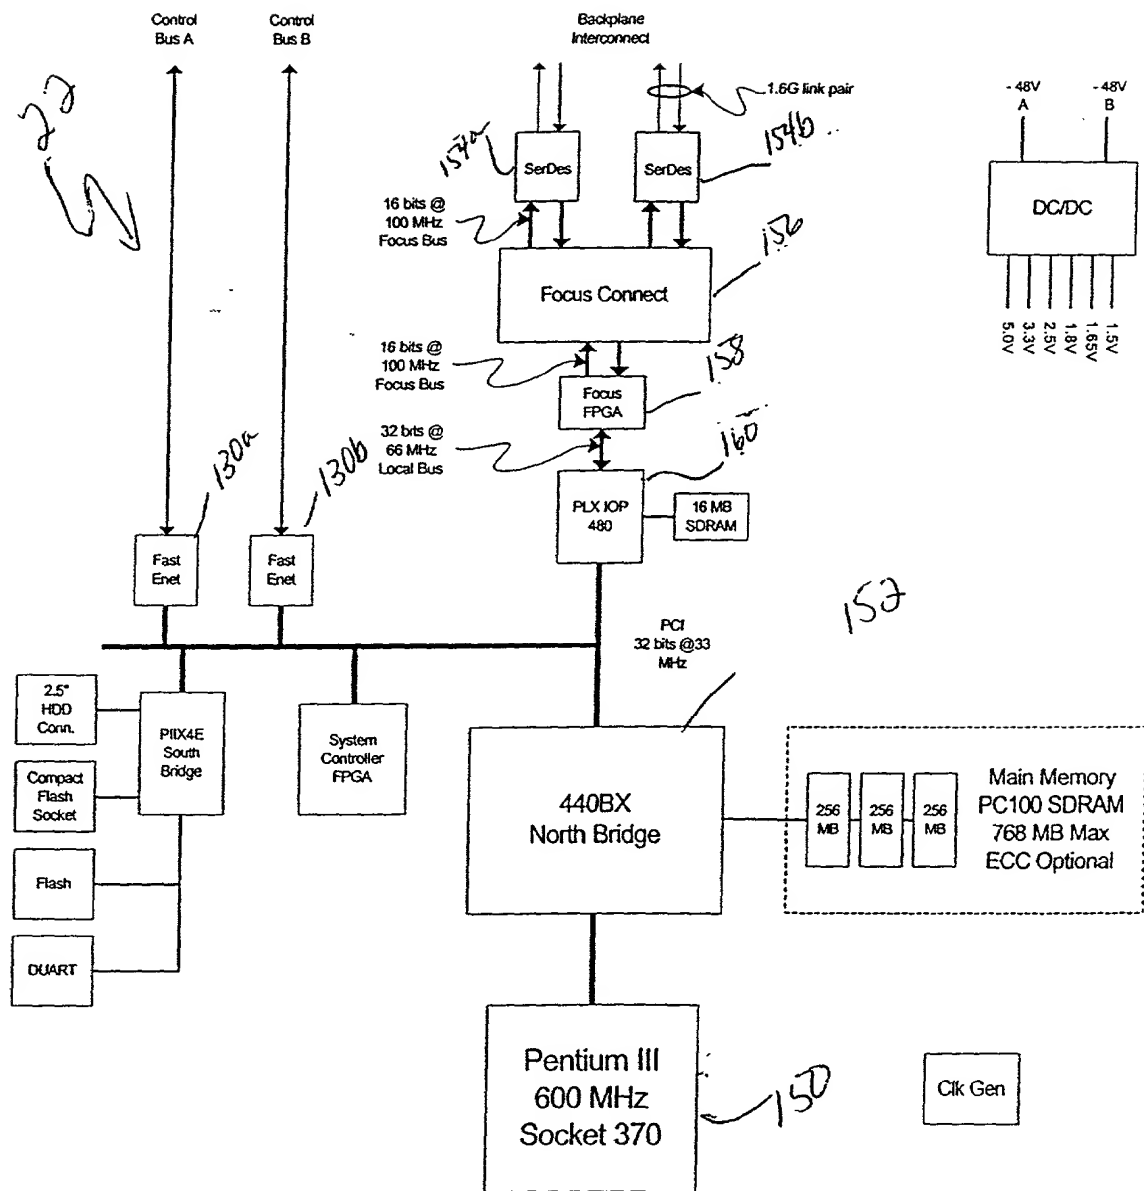 Control
Bus A
Control
Bus B
Backplane
Interconnect
22
1.6G link pair
- 48V
A
- 48V
B
154a
SerDes
SerDes
154b
DC/DC
16 bits @
100 MHz
Focus Bus
156
Focus Connect
5.0V
3.3V
2.5V
1.8V
1.65V
1.5V
16 bits @
100 MHz
Focus Bus
158
Focus
FPGA
32 bits @
66 MHz
Local Bus
160
130a
130b
PLX IOP
480
16 MB
SDRAM
Fast
Enet
Fast
Enet
152
PCI
32 bits @33
MHz
2.5"
HDD
Conn.
PIIX4E
South
Bridge
System
Controller
FPGA
Compact
Flash
Socket
440BX
North Bridge
256
MB
256
MB
256
MB
Main Memory
PC100 SDRAM
768 MB Max
ECC Optional
Flash
DUART
Pentium III
600 MHz
Socket 370
150
Clk Gen